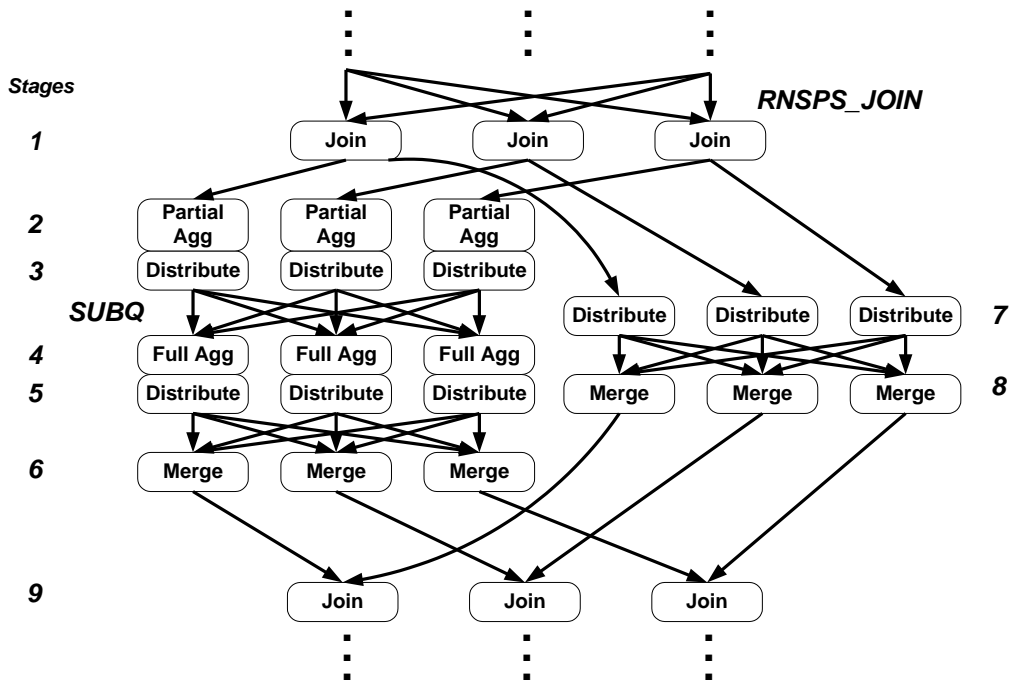 Stages
RNSPS_JOIN
1
Join
Join
Join
2
Partial
Agg
Partial
Agg
Partial
Agg
3
Distribute
Distribute
Distribute
SUBQ
Distribute
Distribute
Distribute
7
4
Full Agg
Full Agg
Full Agg
5
Distribute
Distribute
Distribute
Merge
Merge
Merge
8
6
Merge
Merge
Merge
9
Join
Join
Join